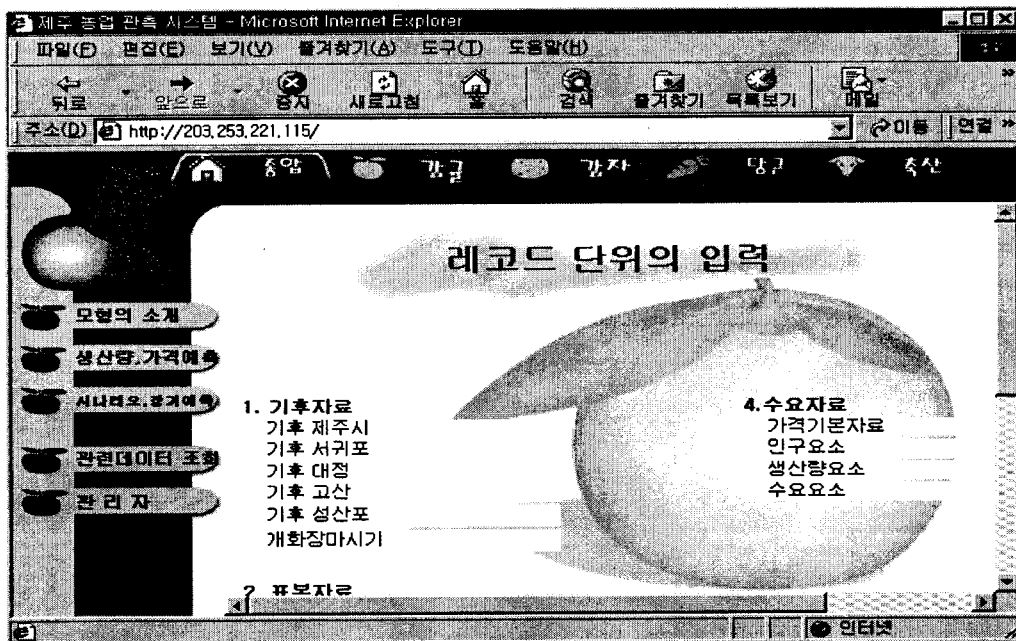 제주 농업 관측 시스템 - Microsoft Internet Explorer
파일(F) 편집(E) 보기(V) 즐겨찾기(A) 도구(T) 도움말(H)
뒤로 앞으로 중지 새로고침 홈 검색 즐겨찾기 목록보기 메일
주소(D) http://203,253,221,115/ 이동 연결
감귤 감자 당근 축산
레코드 단위의 입력
모형의 소개
생산량,가격예측
시나리오,장기예측
관련데이터 조회
관 리 자
1. 기후자료
기후 제주시
기후 서귀포
기후 대정
기후 고산
기후 성산포
개화장마시기
4.수요자료
가격기본자료
인구요소
생산량요소
수요요소
2 표본자료
인터넷